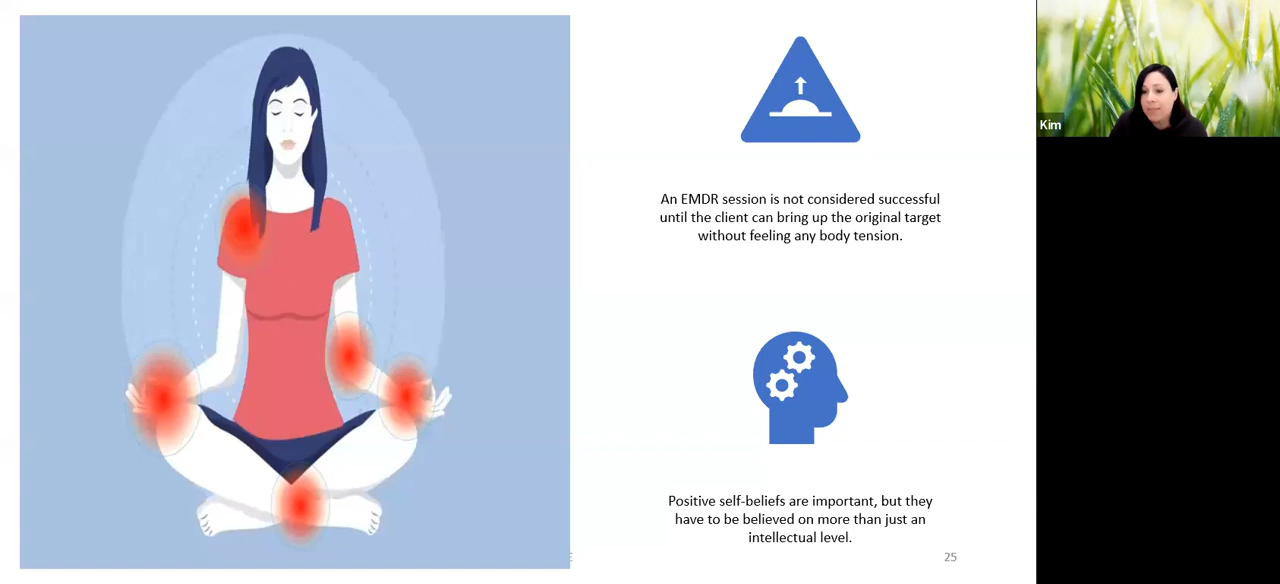 Kim
An EMDR session is not considered successful
until the client can bring up the original target
without feeling any body tension.
Positive self-beliefs are important, but they
have to be believed on more than just an
intellectual level.
E
25